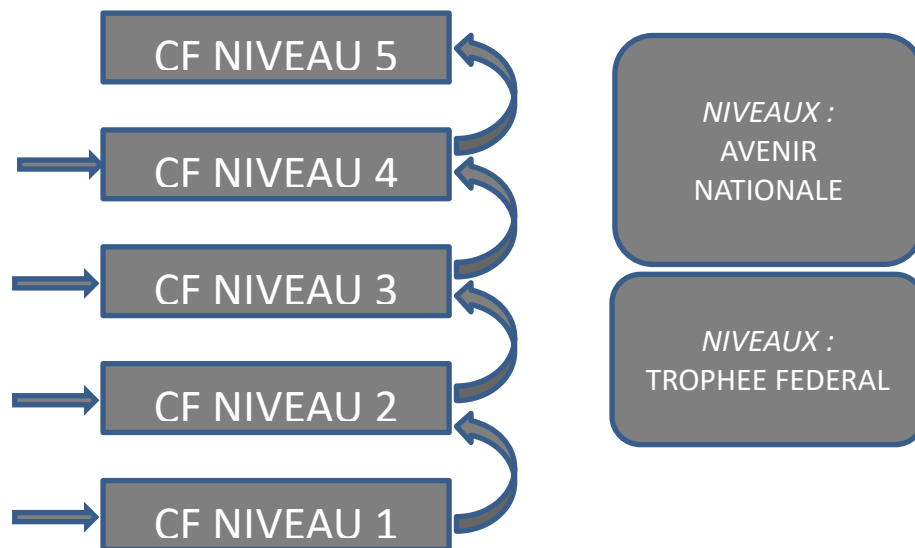 CF NIVEAU 5
CF NIVEAU 4
CF NIVEAU 3
CF NIVEAU 2
CF NIVEAU 1
NIVEAUX :
AVENIR
NATIONALE
NIVEAUX :
TROPHEE FEDERAL